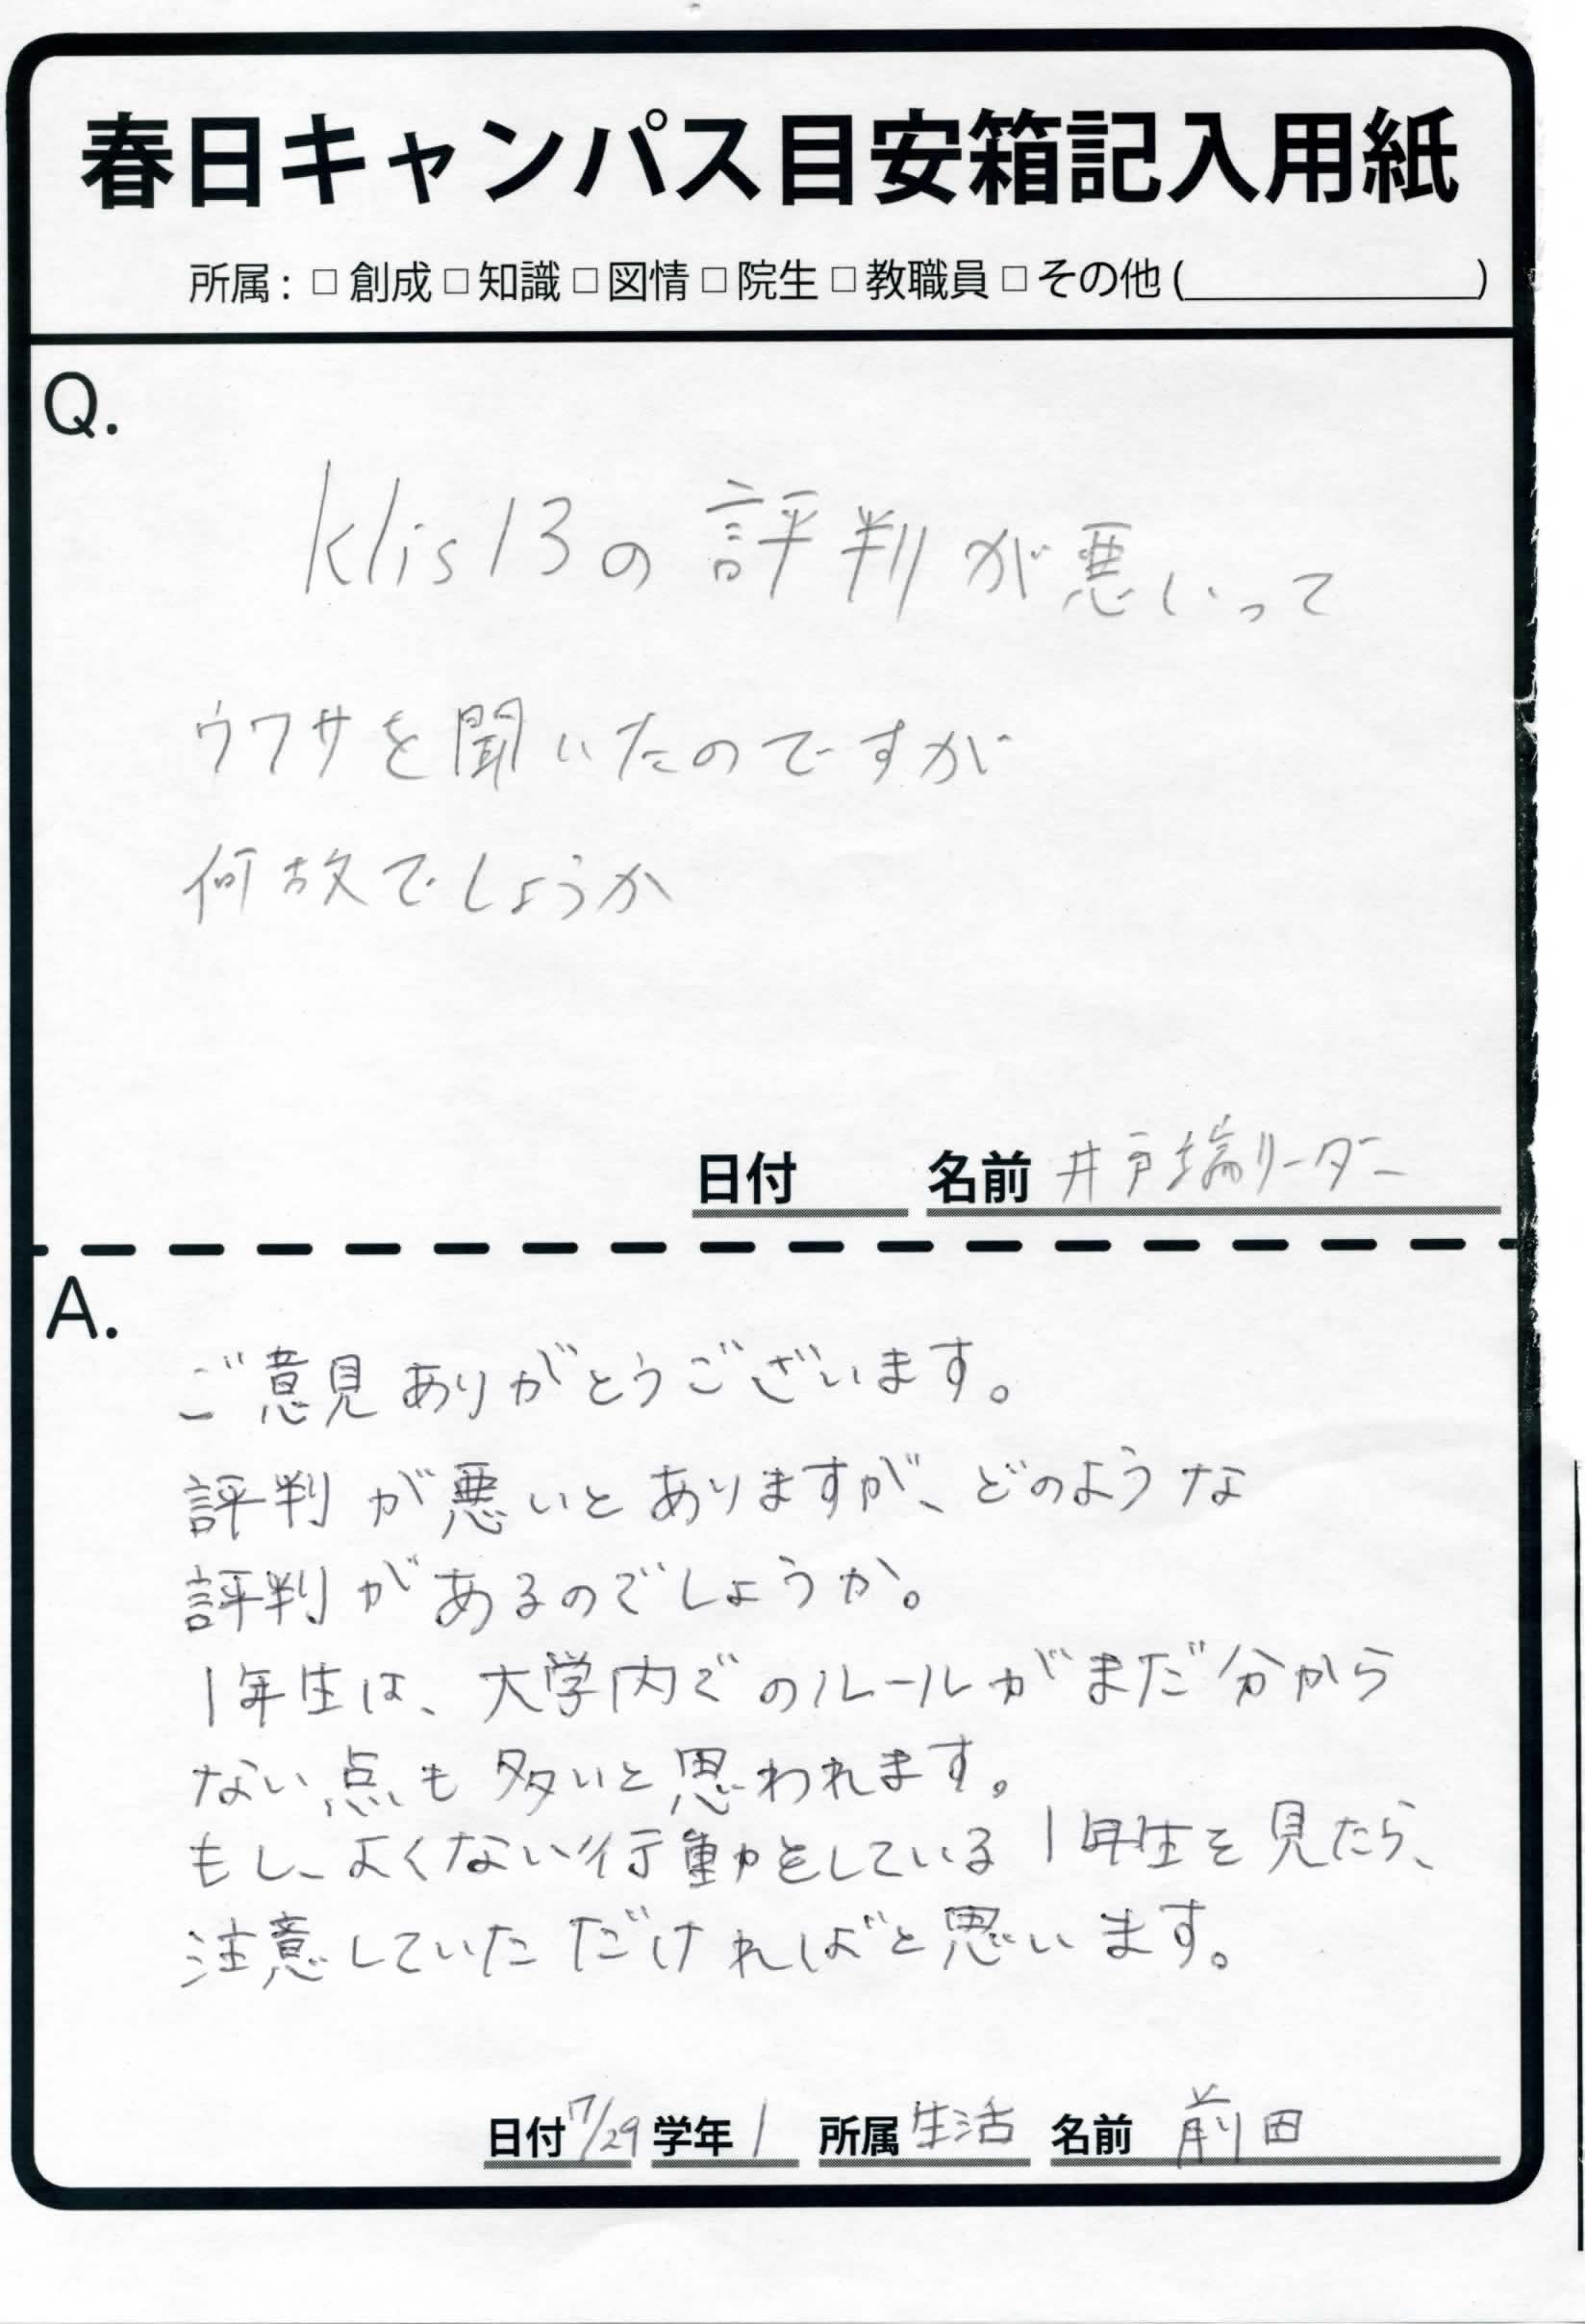 春日キャンパス目安箱記入用紙
所属：□ 創成 □ 知識 □ 図情 □ 院生 □ 教職員 □ その他 (　　　　　)
Q.
klis13の評判が悪いって
ウワサを聞いたのですが
何故でしょうか
日付　　名前 井戸端リーダー
A.
ご意見ありがとうございます。
評判が悪いとありますが、どのような
評判があるのでしょうか。
1年生は、大学内でのルールがまだ分から
ない点も多いと思われます。
もし、よくない行動をしている1年生を見たら、
注意していただければと思います。
日付 7/29 学年 1 所属 生活 名前 前田